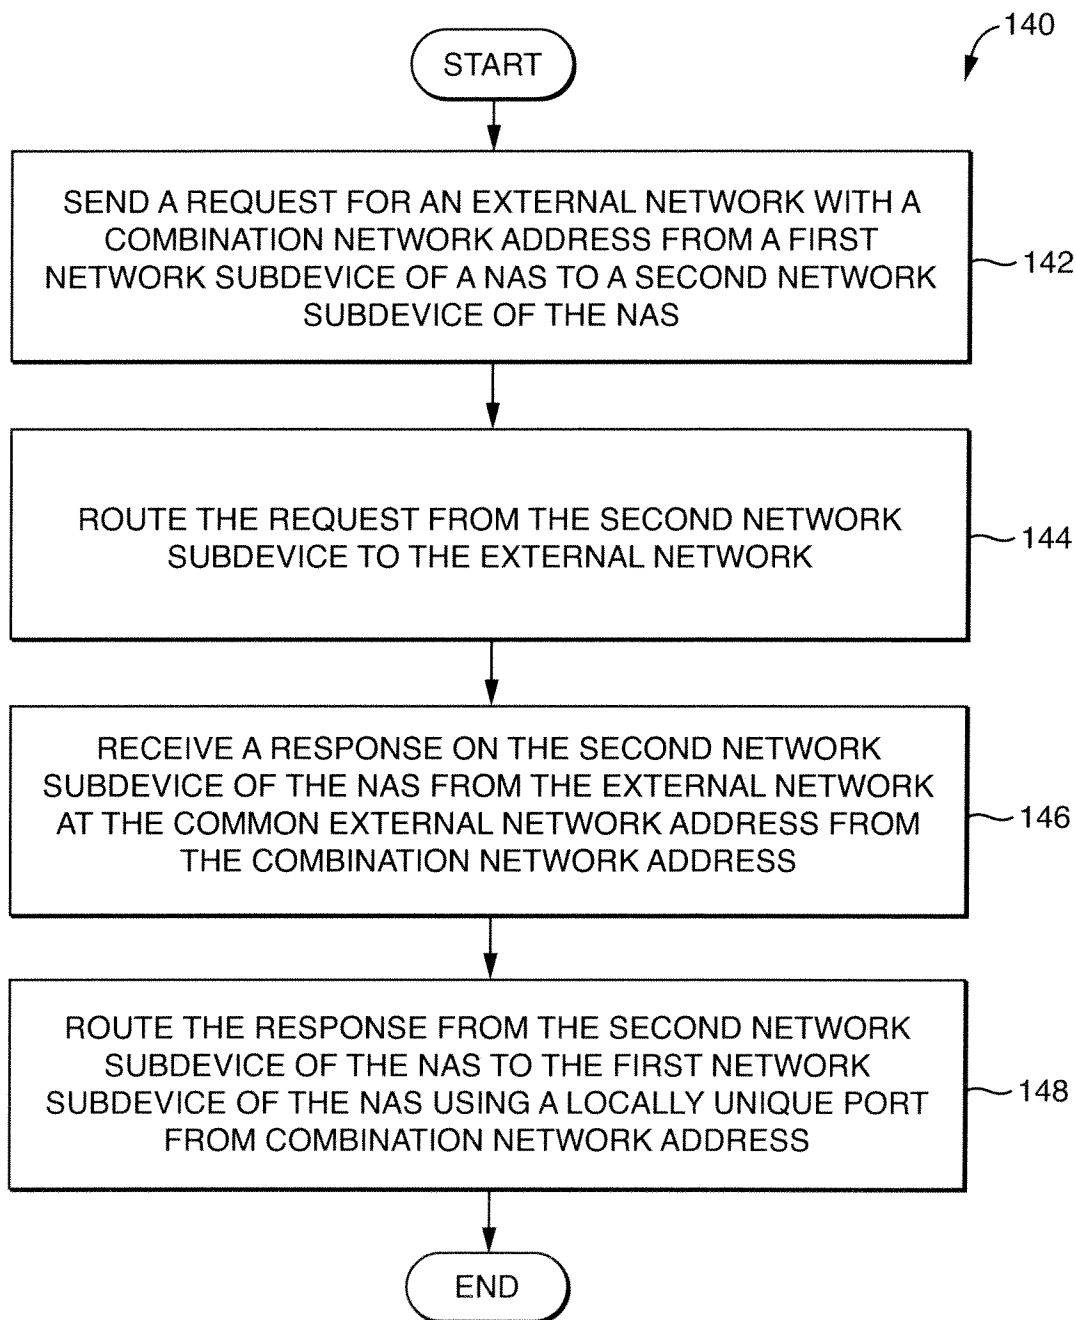 140
START
SEND A REQUEST FOR AN EXTERNAL NETWORK WITH A
COMBINATION NETWORK ADDRESS FROM A FIRST
NETWORK SUBDEVICE OF A NAS TO A SECOND NETWORK
SUBDEVICE OF THE NAS
142
ROUTE THE REQUEST FROM THE SECOND NETWORK
SUBDEVICE TO THE EXTERNAL NETWORK
144
RECEIVE A RESPONSE ON THE SECOND NETWORK
SUBDEVICE OF THE NAS FROM THE EXTERNAL NETWORK
AT THE COMMON EXTERNAL NETWORK ADDRESS FROM
THE COMBINATION NETWORK ADDRESS
146
ROUTE THE RESPONSE FROM THE SECOND NETWORK
SUBDEVICE OF THE NAS TO THE FIRST NETWORK
SUBDEVICE OF THE NAS USING A LOCALLY UNIQUE PORT
FROM COMBINATION NETWORK ADDRESS
148
END